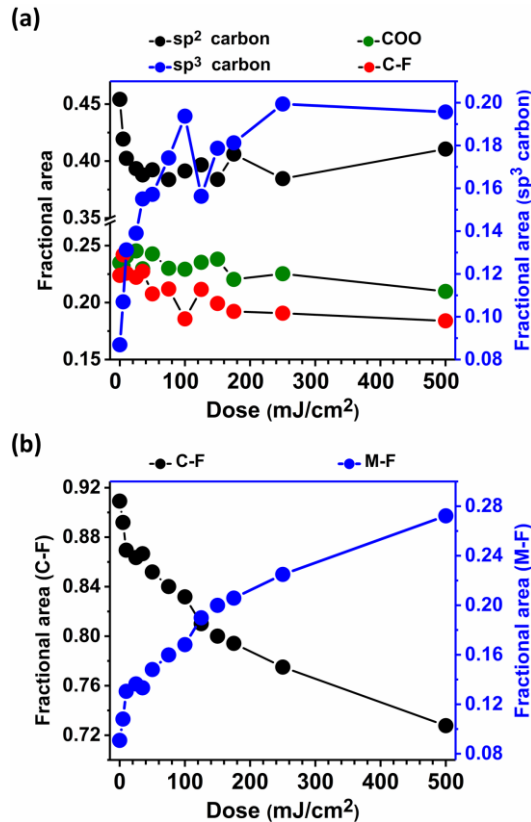 (a)
sp² carbon COO
sp³ carbon C-F
0.45
0.40
0.35
0.25
0.20
0.15
Fractional area
0.20
0.18
0.16
0.14
0.12
0.10
0.08
Fractional area (sp³ carbon)
0 100 200 300 400 500
Dose (mJ/cm²)
(b)
C-F M-F
0.92
0.88
0.84
0.80
0.76
0.72
Fractional area (C-F)
0.28
0.24
0.20
0.16
0.12
0.08
Fractional area (M-F)
0 100 200 300 400 500
Dose (mJ/cm²)